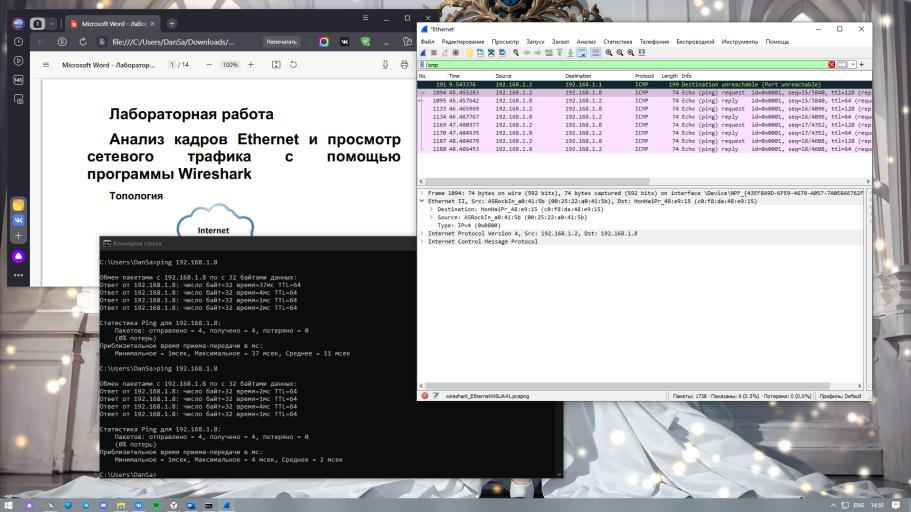 1
Microsoft Word - Лабор
file:///C:/Users/DanSa/Downloads/...
Напечатать
Microsoft Word - Лаборатор...
1 / 14
100%
Лабораторная работа
Анализ кадров Ethernet и просмотр
сетевого трафика с помощью
программы Wireshark
Топология
Internet
Командная строка
C:\Users\DanSa>ping 192.168.1.8
Обмен пакетами с 192.168.1.8 по с 32 байтами данных:
Ответ от 192.168.1.8: число байт=32 время=37мс TTL=64
Ответ от 192.168.1.8: число байт=32 время=4мс TTL=64
Ответ от 192.168.1.8: число байт=32 время=1мс TTL=64
Ответ от 192.168.1.8: число байт=32 время=2мс TTL=64
Статистика Ping для 192.168.1.8:
Пакетов: отправлено = 4, получено = 4, потеряно = 0
(0% потерь)
Приблизительное время приема-передачи в мс:
Минимальное = 1мсек, Максимальное = 37 мсек, Среднее = 11 мсек
C:\Users\DanSa>ping 192.168.1.8
Обмен пакетами с 192.168.1.8 по с 32 байтами данных:
Ответ от 192.168.1.8: число байт=32 время=2мс TTL=64
Ответ от 192.168.1.8: число байт=32 время=1мс TTL=64
Ответ от 192.168.1.8: число байт=32 время=4мс TTL=64
Ответ от 192.168.1.8: число байт=32 время=1мс TTL=64
Статистика Ping для 192.168.1.8:
Пакетов: отправлено = 4, получено = 4, потеряно = 0
(0% потерь)
Приблизительное время приема-передачи в мс:
Минимальное = 1мсек, Максимальное = 4 мсек, Среднее = 2 мсек
C:\Users\DanSa>
*Ethernet
Файл Редактирование Просмотр Запуск Захват Анализ Статистика Телефония Беспроводной Инструменты Помощь
icmp
No. Time Source Destination Protocol Length Info
191 9.543376 192.168.1.2 192.168.1.1 ICMP 199 Destination unreachable (Port unreachable)
1094 45.455283 192.168.1.2 192.168.1.8 ICMP 74 Echo (ping) request id=0x0001, seq=15/3840, ttl=128 (rep
1095 45.457642 192.168.1.8 192.168.1.2 ICMP 74 Echo (ping) reply id=0x0001, seq=15/3840, ttl=64 (requ
1133 46.465969 192.168.1.2 192.168.1.8 ICMP 74 Echo (ping) request id=0x0001, seq=16/4096, ttl=128 (rep
1134 46.467767 192.168.1.8 192.168.1.2 ICMP 74 Echo (ping) reply id=0x0001, seq=16/4096, ttl=64 (requ
1169 47.480377 192.168.1.2 192.168.1.8 ICMP 74 Echo (ping) request id=0x0001, seq=17/4352, ttl=128 (rep
1170 47.484535 192.168.1.8 192.168.1.2 ICMP 74 Echo (ping) reply id=0x0001, seq=17/4352, ttl=64 (requ
1187 48.484679 192.168.1.2 192.168.1.8 ICMP 74 Echo (ping) request id=0x0001, seq=18/4608, ttl=128 (rep
1188 48.486453 192.168.1.8 192.168.1.2 ICMP 74 Echo (ping) reply id=0x0001, seq=18/4608, ttl=64 (requ
Frame 1094: 74 bytes on wire (592 bits), 74 bytes captured (592 bits) on interface \Device\NPF_{43EF8A9D-6FE9-4679-A057-7A0E8AE762F
Ethernet II, Src: ASRockIn_a0:41:5b (00:25:22:a0:41:5b), Dst: HonHaiPr_48:e9:15 (c0:f8:da:48:e9:15)
Destination: HonHaiPr_48:e9:15 (c0:f8:da:48:e9:15)
Source: ASRockIn_a0:41:5b (00:25:22:a0:41:5b)
Type: IPv4 (0x0800)
Internet Protocol Version 4, Src: 192.168.1.2, Dst: 192.168.1.8
Internet Control Message Protocol
Пакеты: 1738 · Показаны: 9 (0.5%) · Потеряно: 0 (0.0%)
Профиль: Default
ENG
14:50